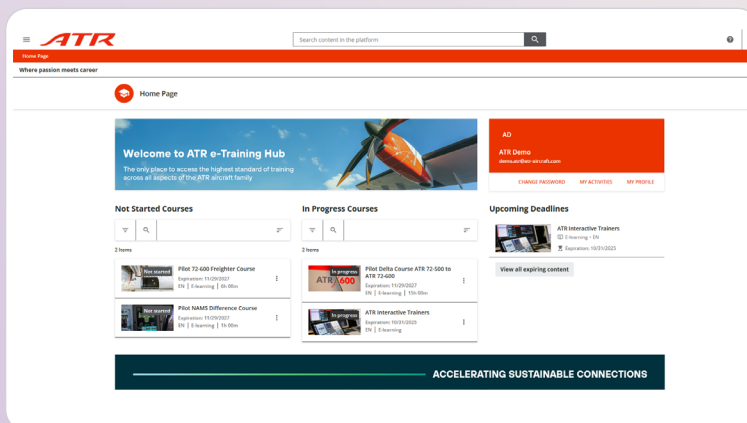 ATR
Search content in the platform
Home Page
Where passion meets career
Home Page
Welcome to ATR e-Training Hub
The only place to access the highest standard of training
across all aspects of the ATR aircraft family
AD
ATR Demo
demo.atr@atr-aircraft.com
CHANGE PASSWORD MY ACTIVITIES MY PROFILE
Not Started Courses
2 Items
Not started
Pilot 72-600 Freighter Course
Expiration: 11/29/2027
EN | E-learning | 6h 00m
Not started
Pilot NAMS Difference Course
Expiration: 11/29/2027
EN | E-learning | 1h 00m
In Progress Courses
2 Items
In progress
ATR 600
Pilot Delta Course ATR 72-500 to
ATR 72-600
Expiration: 11/29/2027
EN | E-learning | 15h 00m
In progress
ATR Interactive Trainers
Expiration: 10/31/2025
EN | E-learning
Upcoming Deadlines
ATR Interactive Trainers
E-learning • EN
Expiration: 10/31/2025
View all expiring content
ACCELERATING SUSTAINABLE CONNECTIONS